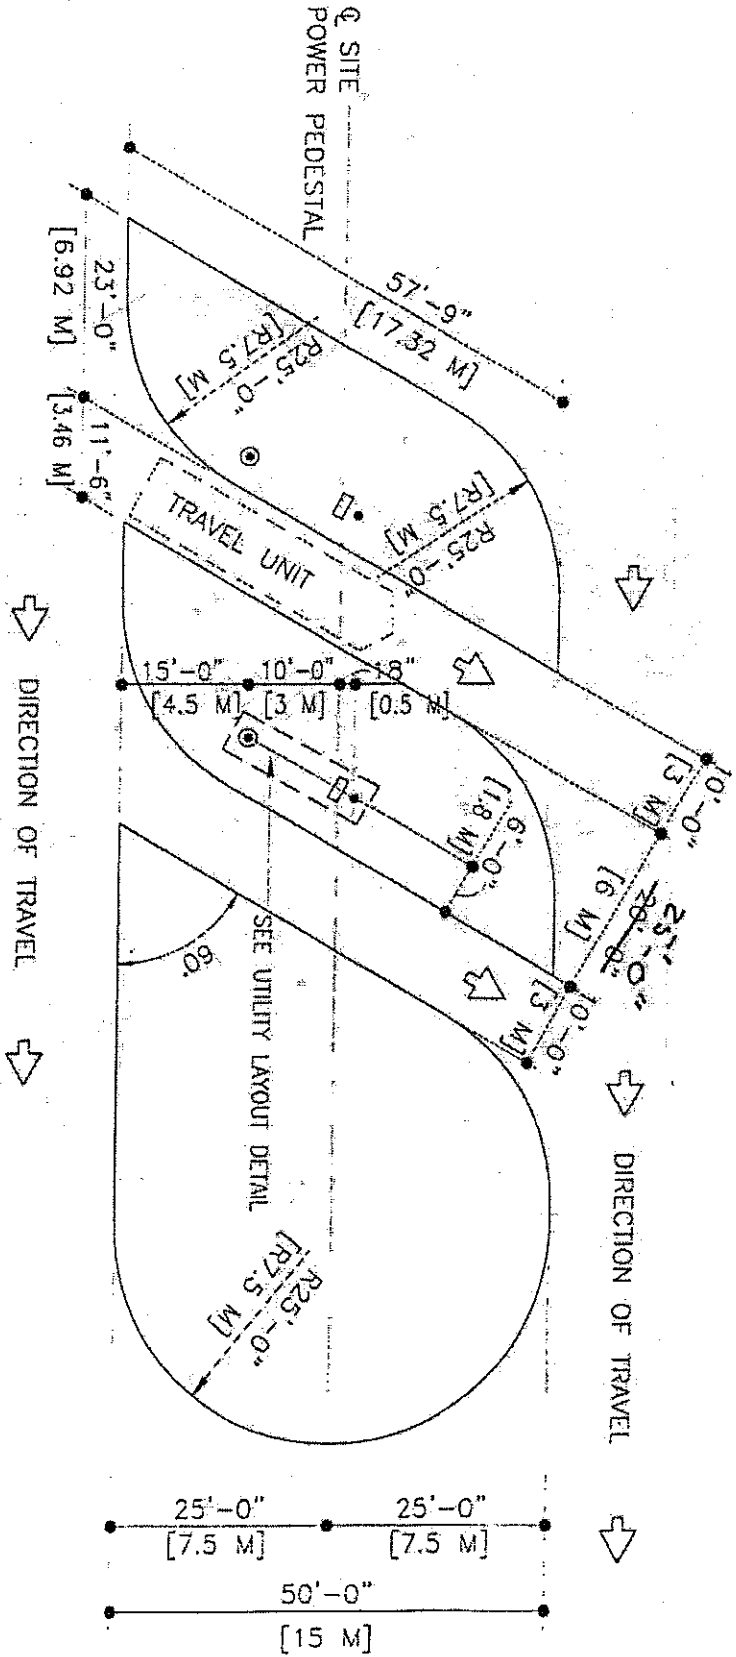 ℄ SITE
POWER PEDESTAL
57'-9"
[17.32 M]
23'-0"
[6.92 M]
11'-6"
[3.46 M]
R25'-0"
[R7.5 M]
R25'-0"
[R7.5 M]
TRAVEL UNIT
15'-0"
[4.5 M]
10'-0"
[3 M]
18"
[0.5 M]
10'-0"
[3 M]
20'-0"
25'-0"
[6 M]
10'-0"
[3 M]
6'-0"
[1.8 M]
60°
SEE UTILITY LAYOUT DETAIL
DIRECTION OF TRAVEL
DIRECTION OF TRAVEL
R25'-0"
[R7.5 M]
25'-0"
[7.5 M]
25'-0"
[7.5 M]
50'-0"
[15 M]